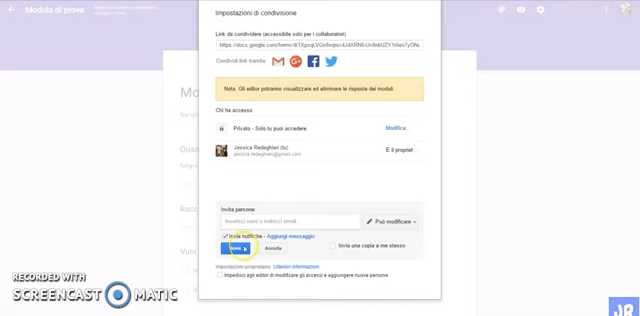 Modulo di prova
Impostazioni di condivisione
Link da condividere (accessibile solo per i collaboratori)
Condividi link tramite:
Nota. Gli editor potranno visualizzare ed eliminare le risposte dei moduli
Chi ha accesso
Privato - Solo tu puoi accedere.
Modifica...
Jessica Redeghieri (tu)
jessica.redeghieri@gmail.com
È il propriet...
Invita persone:
Inserisci nomi o indirizzi email...
Può modificare
Invia notifiche - Aggiungi messaggio
Invia
Annulla
Invia una copia a me stesso
Impostazioni proprietario Ulteriori informazioni
Impedisci agli editor di modificare gli accessi e aggiungere nuove persone
RECORDED WITH
SCREENCAST MATIC
JR